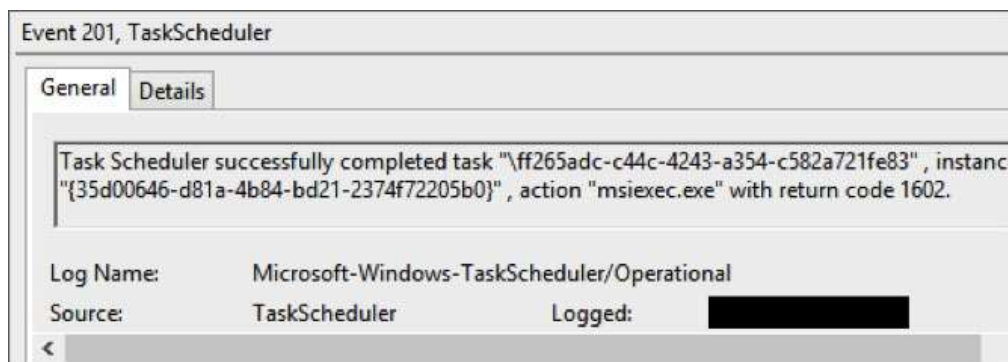 Event 201, TaskScheduler
General Details
Task Scheduler successfully completed task "\ff265adc-c44c-4243-a354-c582a721fe83" , instanc
"{35d00646-d81a-4b84-bd21-2374f72205b0}" , action "msiexec.exe" with return code 1602.
Log Name: Microsoft-Windows-TaskScheduler/Operational
Source: TaskScheduler Logged: